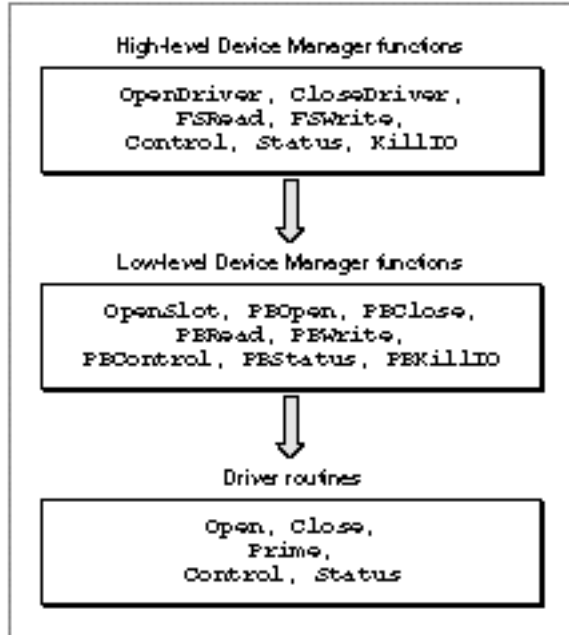 High-level Device Manager functions
OpenDriver, CloseDriver,
FSRead, FSWrite,
Control, Status, KillIO
Low-level Device Manager functions
OpenSlot, PBOpen, PBClose,
PBRead, PBWrite,
PBControl, PBStatus, PBKillIO
Driver routines
Open, Close,
Prime,
Control, Status